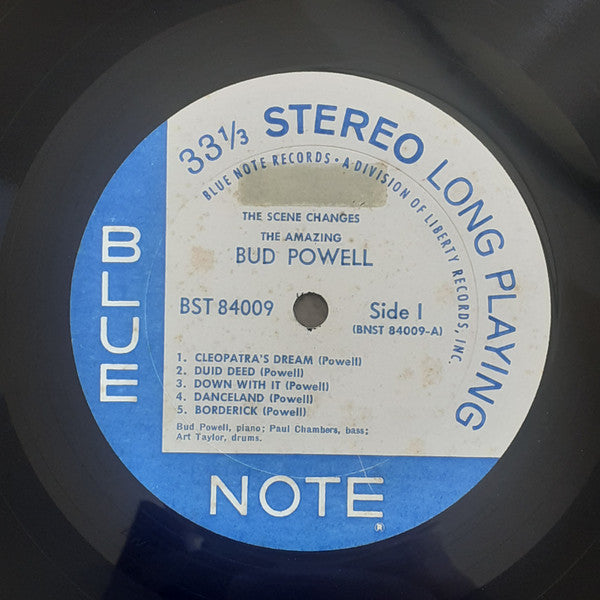 33⅓ STEREO LONG PLAYING
BLUE NOTE RECORDS • A DIVISION OF LIBERTY RECORDS, INC.
THE SCENE CHANGES
THE AMAZING
BUD POWELL
BST 84009
Side 1
(BNST 84009-A)
1. CLEOPATRA'S DREAM (Powell)
2. DUID DEED (Powell)
3. DOWN WITH IT (Powell)
4. DANCELAND (Powell)
5. BORDERICK (Powell)
Bud Powell, piano; Paul Chambers, bass;
Art Taylor, drums.
BLUE
NOTE
®